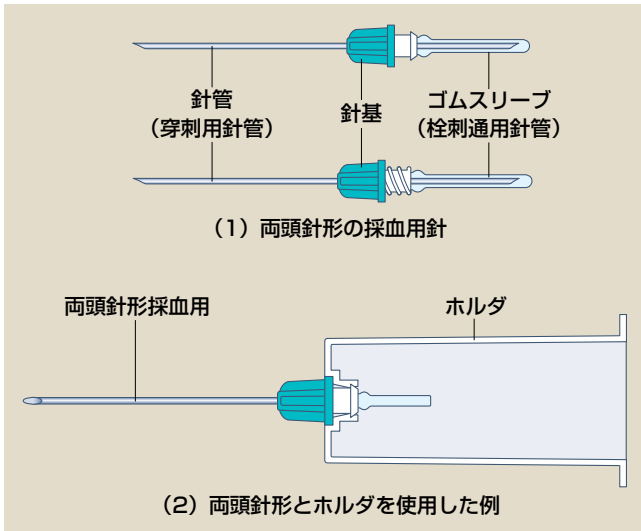 針管
(穿刺用針管)
針基
ゴムスリーブ
(栓刺通用針管)
(1) 両頭針形の採血用針
両頭針形採血用
ホルダ
(2) 両頭針形とホルダを使用した例